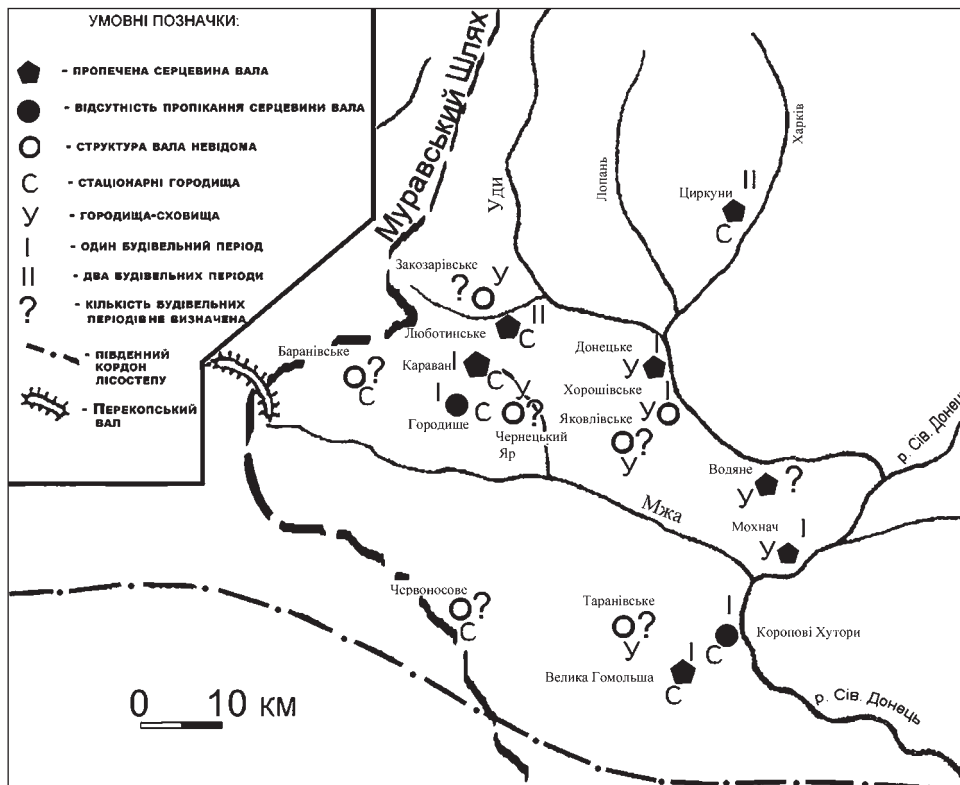 УМОВНІ ПОЗНАЧКИ:
- ПРОПЕЧЕНА СЕРЦЕВИНА ВАЛА
- ВІДСУТНІСТЬ ПРОПІКАННЯ СЕРЦЕВИНИ ВАЛА
- СТРУКТУРА ВАЛА НЕВІДОМА
С - СТАЦІОНАРНІ ГОРОДИЩА
У - ГОРОДИЩА-СХОВИЩА
І - ОДИН БУДІВЕЛЬНИЙ ПЕРІОД
ІІ - ДВА БУДІВЕЛЬНИХ ПЕРІОДИ
? - КІЛЬКІСТЬ БУДІВЕЛЬНИХ
ПЕРІОДІВ НЕ ВИЗНАЧЕНА
- ПІВДЕННИЙ
КОРДОН
ЛІСОСТЕПУ
- Перекопський
ВАЛ
Муравський Шлях
Уди
Лопань
Харків
Циркуни
ІІ
С
Закозарівське
?
У
Люботинське
ІІ
С
Баранівське
?
С
Караван
І
С
Городище
І
С
Чернецький
Яр
У
?
Донецьке
І
У
Хорошівське
І
У
Яковлівське
?
У
Водяне
У
?
Мохнач
У
І
р. Сів. Донець
Мжа
Червоносове
?
С
Таранівське
?
У
Коропові Хутори
І
С
Велика Гомольша
І
С
р. Сів. Донець
0 10 КМ